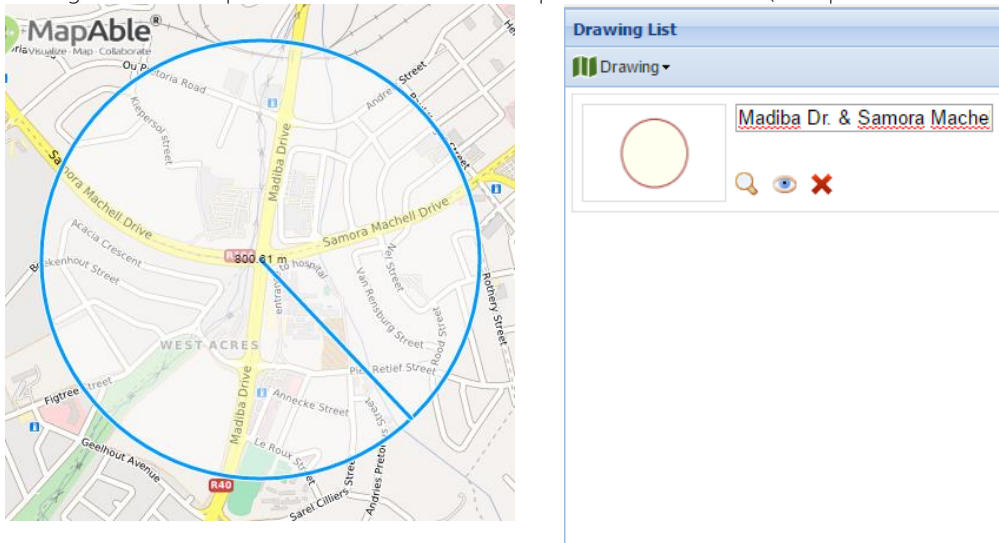 MapAble®
Visualize · Map · Collaborate
Ou Pretoria Road
Kiepersol street
Andre Street
Madiba Drive
Samora Machell Drive
Samora Machell Drive
Acacia Crescent
Boekenhout Street
800.61 m
entrance to hospital
Nel Street
Van Rensburg Street
Rothery Street
Rood Street
WEST ACRES
Piet Retief Street
Figtree Street
Madiba Drive
Annecke Street
Le Roux Street
Geelhout Avenue
R40
Sarel Cilliers Street
Andries Pretor
Drawing List
Drawing
Madiba Dr. & Samora Mache